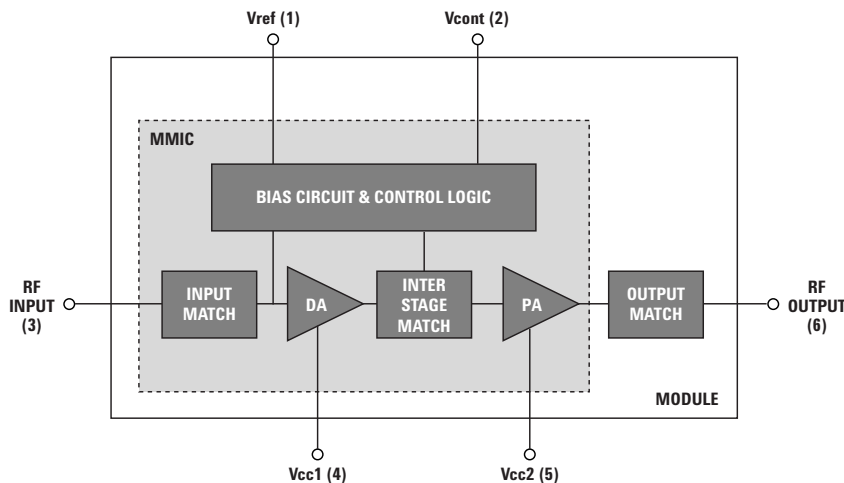 Vref (1)
Vcont (2)
MMIC
BIAS CIRCUIT & CONTROL LOGIC
RF
INPUT
(3)
INPUT
MATCH
DA
INTER
STAGE
MATCH
PA
OUTPUT
MATCH
RF
OUTPUT
(6)
MODULE
Vcc1 (4)
Vcc2 (5)